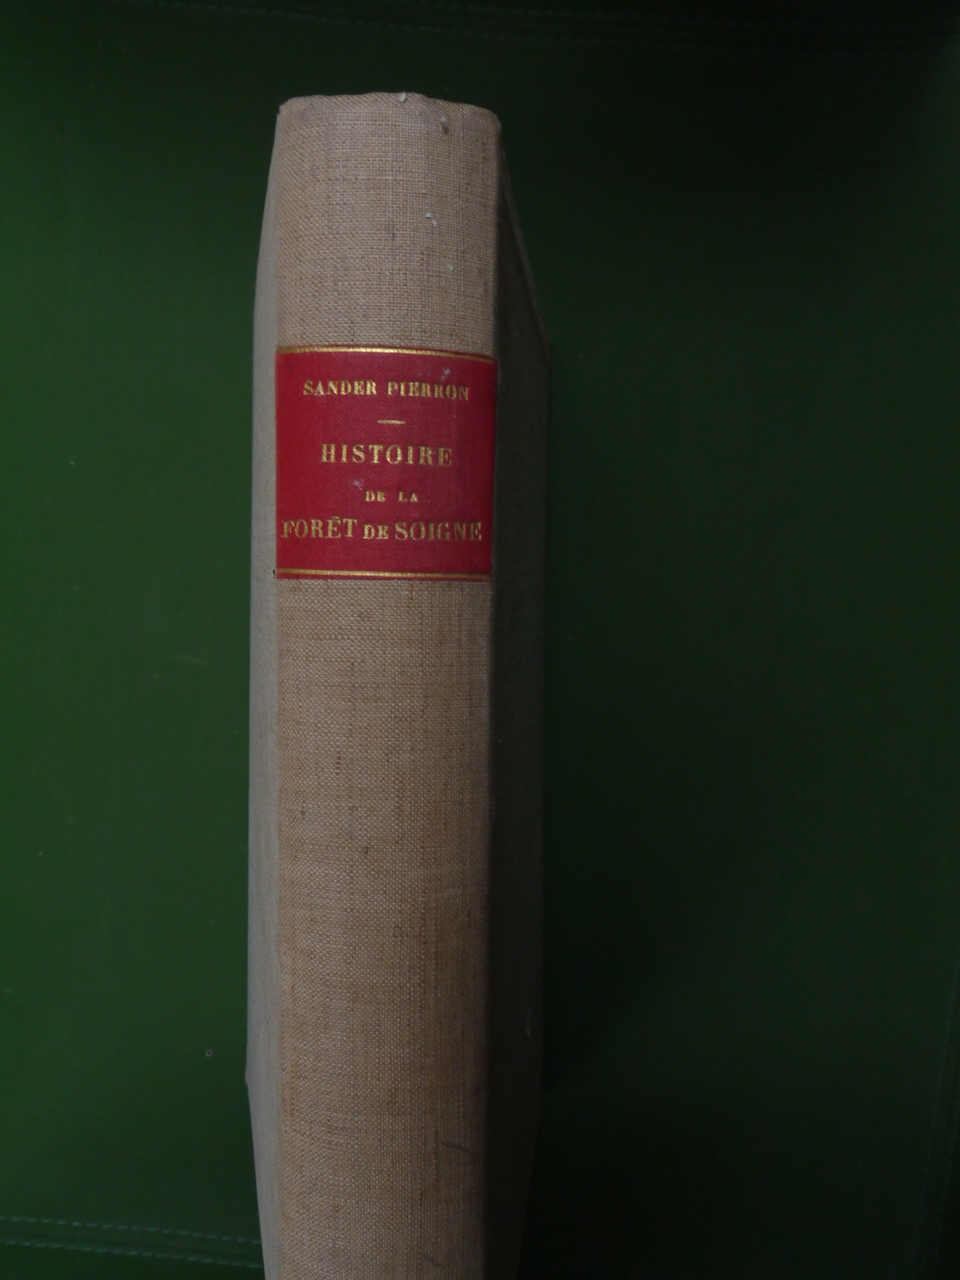 SANDER PIERRON
HISTOIRE
DE LA
FORÊT DE SOIGNE